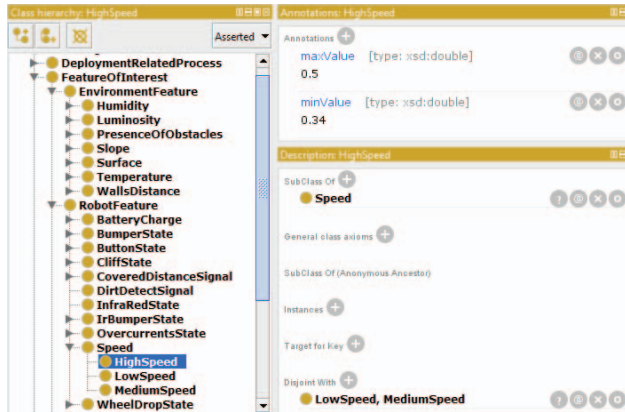 Class hierarchy: HighSpeed
Asserted
DeploymentRelatedProcess
FeatureOfInterest
EnvironmentFeature
Humidity
Luminosity
PresenceOfObstacles
Slope
Surface
Temperature
WallsDistance
RobotFeature
BatteryCharge
BumperState
ButtonState
CliffState
CoveredDistanceSignal
DirtDetectSignal
InfraRedState
IrBumperState
OvercurrentsState
Speed
HighSpeed
LowSpeed
MediumSpeed
WheelDropState
Annotations: HighSpeed
Annotations
maxValue [type: xsd:double]
0.5
minValue [type: xsd:double]
0.34
Description: HighSpeed
SubClass Of
Speed
General class axioms
SubClass Of (Anonymous Ancestor)
Instances
Target for Key
Disjoint With
LowSpeed, MediumSpeed